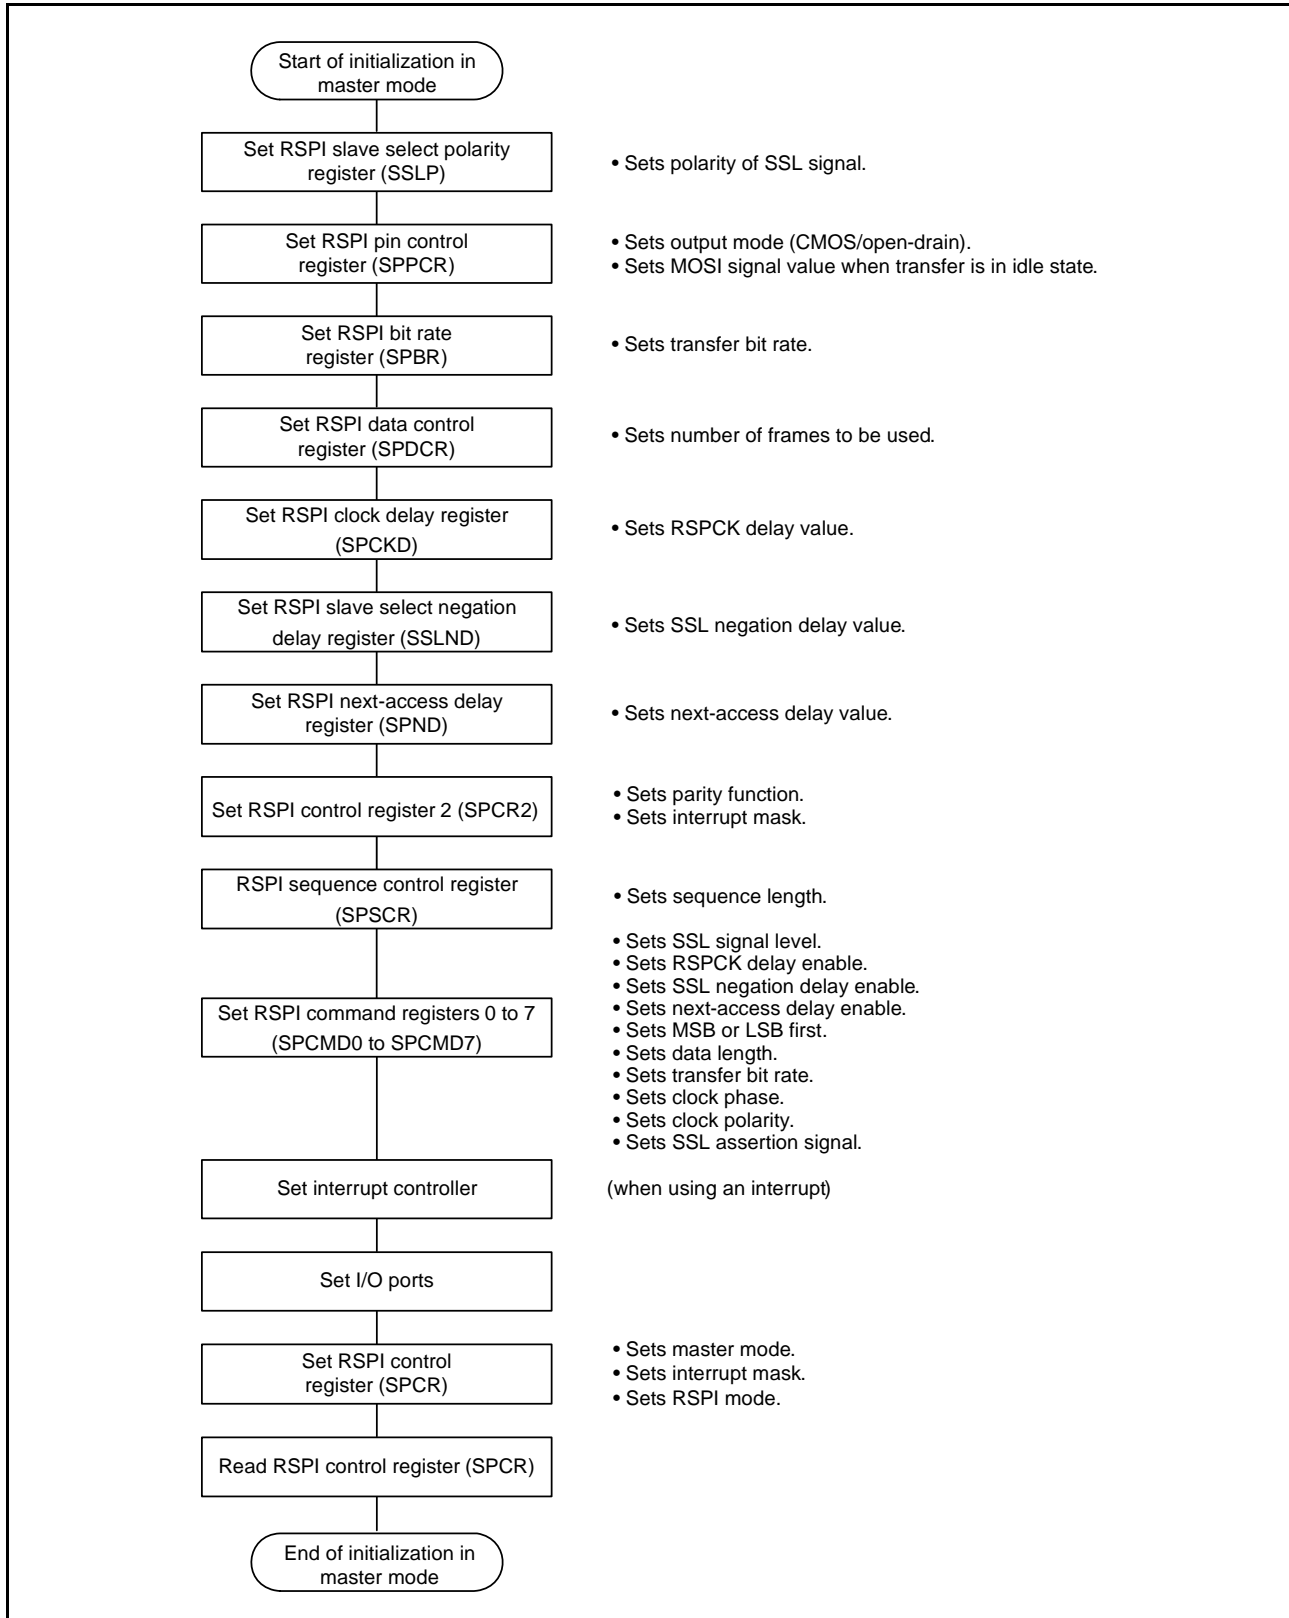 Start of initialization in
master mode
Set RSPI slave select polarity
register (SSLP)
• Sets polarity of SSL signal.
Set RSPI pin control
register (SPPCR)
• Sets output mode (CMOS/open-drain).
• Sets MOSI signal value when transfer is in idle state.
Set RSPI bit rate
register (SPBR)
• Sets transfer bit rate.
Set RSPI data control
register (SPDCR)
• Sets number of frames to be used.
Set RSPI clock delay register
(SPCKD)
• Sets RSPCK delay value.
Set RSPI slave select negation
delay register (SSLND)
• Sets SSL negation delay value.
Set RSPI next-access delay
register (SPND)
• Sets next-access delay value.
Set RSPI control register 2 (SPCR2)
• Sets parity function.
• Sets interrupt mask.
RSPI sequence control register
(SPSCR)
• Sets sequence length.
Set RSPI command registers 0 to 7
(SPCMD0 to SPCMD7)
• Sets SSL signal level.
• Sets RSPCK delay enable.
• Sets SSL negation delay enable.
• Sets next-access delay enable.
• Sets MSB or LSB first.
• Sets data length.
• Sets transfer bit rate.
• Sets clock phase.
• Sets clock polarity.
• Sets SSL assertion signal.
Set interrupt controller
(when using an interrupt)
Set I/O ports
Set RSPI control
register (SPCR)
• Sets master mode.
• Sets interrupt mask.
• Sets RSPI mode.
Read RSPI control register (SPCR)
End of initialization in
master mode